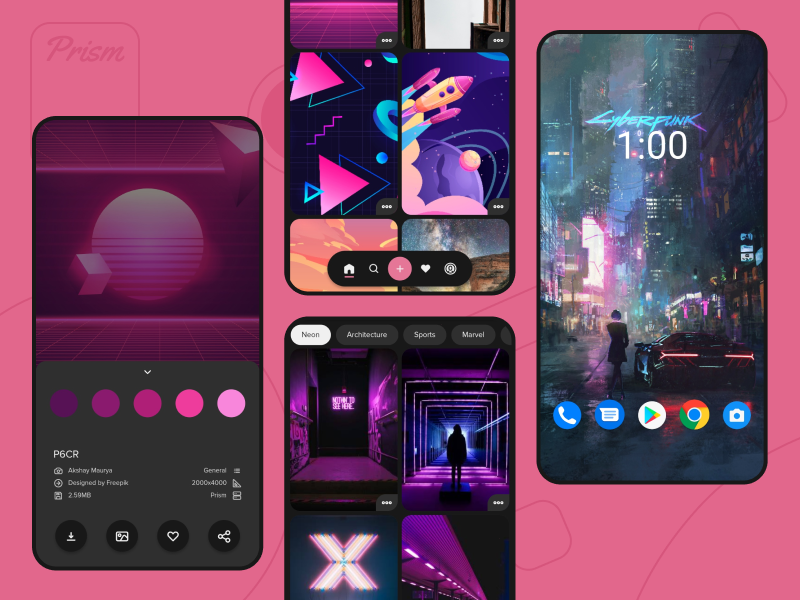 Prism
P6CR
Akshay Maurya
General
Designed by Freepik
2000x4000
2.59MB
Prism
Neon
Architecture
Sports
Marvel
NOTHIN' TO
SEE HERE..
CYBERPUNK
1:00